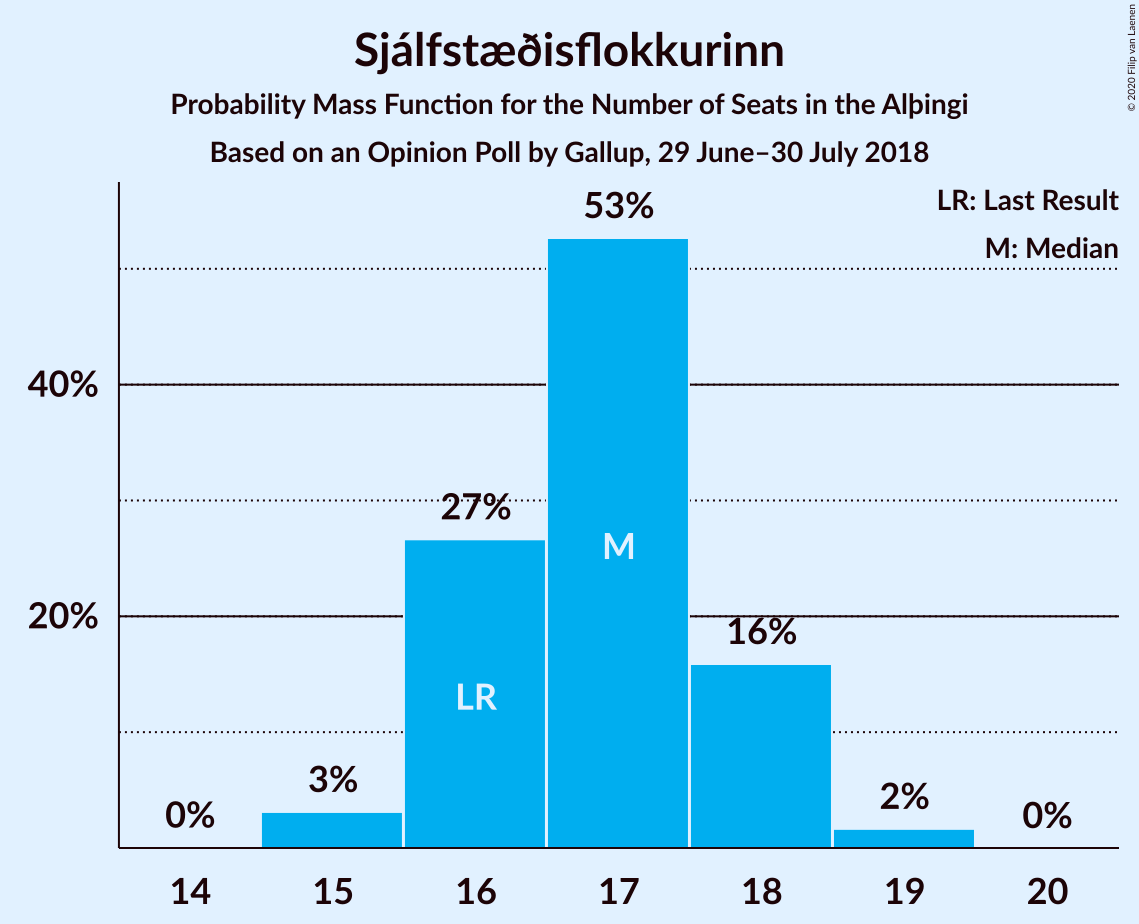 Sjálfstæðisflokkurinn
Probability Mass Function for the Number of Seats in the Alþingi
Based on an Opinion Poll by Gallup, 29 June–30 July 2018
© 2020 Filip van Laenen
LR: Last Result
M: Median
53%
40%
27%
M
20%
16%
LR
3%
2%
0%
0%
14 15 16 17 18 19 20